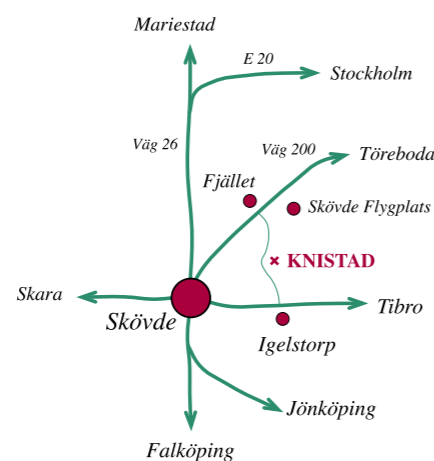 Mariestad
E 20
Stockholm
Väg 26
Väg 200
Töreboda
Fjället
Skövde Flygplats
KNISTAD
Skara
Skövde
Tibro
Igelstorp
Jönköping
Falköping